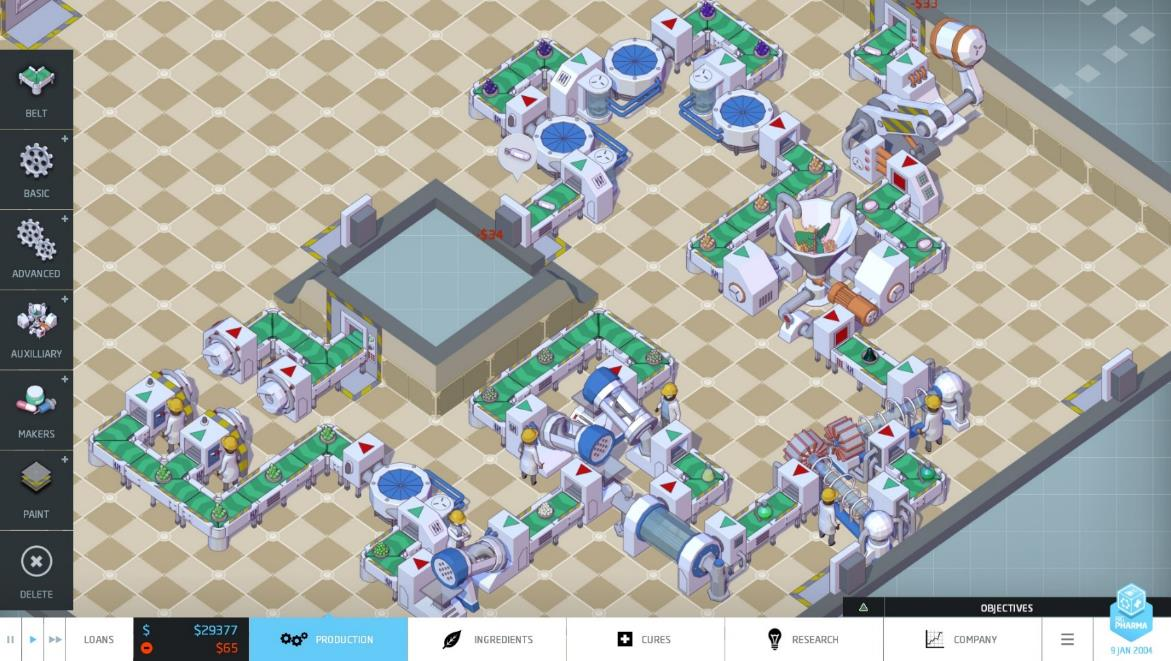 -$33
BELT
BASIC
-$34
ADVANCED
AUXILLIARY
MAKERS
PAINT
DELETE
OBJECTIVES
LOANS
$
$29377
$65
PRODUCTION
INGREDIENTS
CURES
RESEARCH
COMPANY
BIG
PHARMA
9 JAN 2004